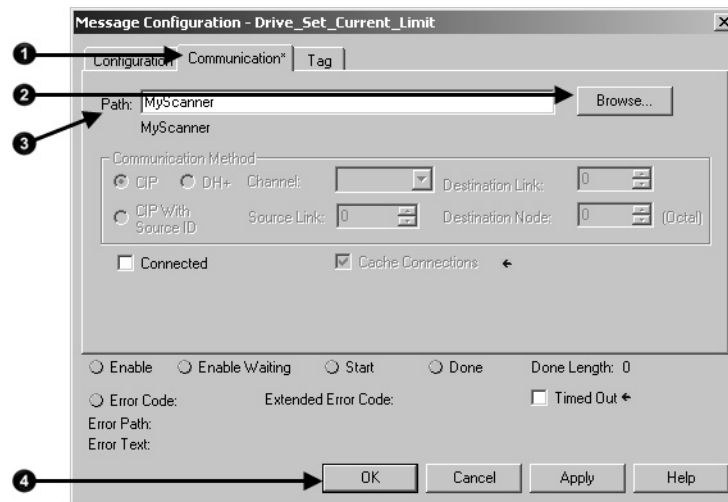 Message Configuration - Drive_Set_Current_Limit
1
Configuration Communication* Tag
2
Path: MyScanner Browse...
3
MyScanner
Communication Method
CIP DH+ Channel: Destination Link: 0
CIP With Source ID Source Link: 0 Destination Node: 0 (Octal)
Connected Cache Connections ←
Enable Enable Waiting Start Done Done Length: 0
Error Code: Extended Error Code: Timed Out ←
Error Path:
Error Text:
4
OK Cancel Apply Help